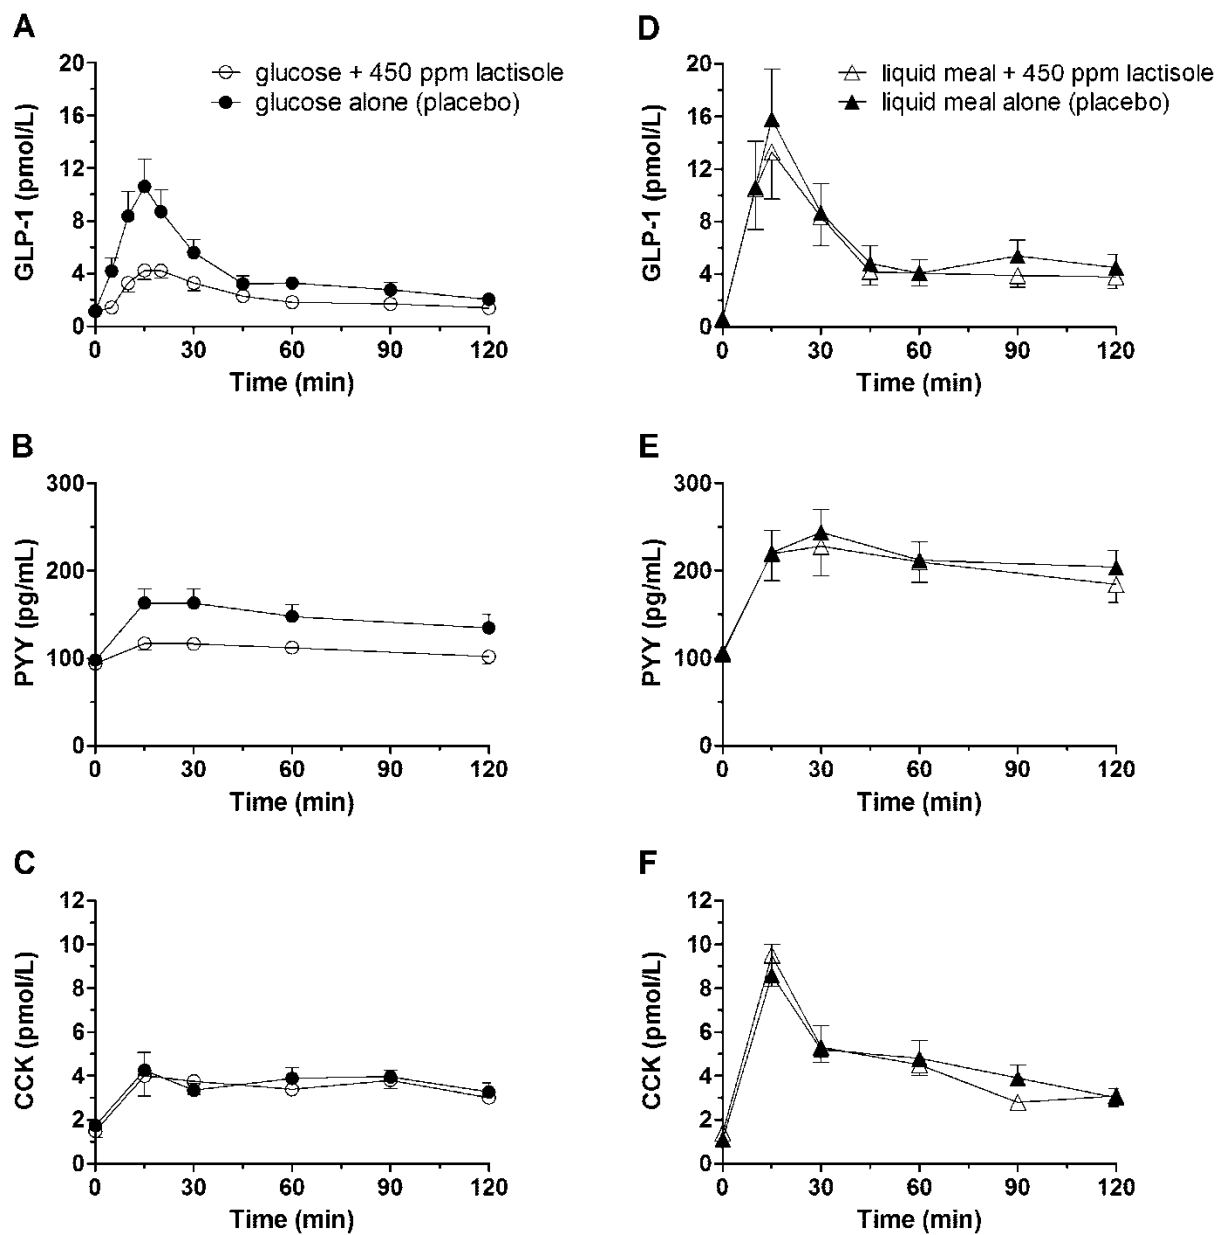 A
glucose + 450 ppm lactisole
glucose alone (placebo)
GLP-1 (pmol/L)
20
16
12
8
4
0
0 30 60 90 120
Time (min)
D
liquid meal + 450 ppm lactisole
liquid meal alone (placebo)
GLP-1 (pmol/L)
20
16
12
8
4
0
0 30 60 90 120
Time (min)
B
PYY (pg/mL)
300
200
100
0
0 30 60 90 120
Time (min)
E
PYY (pg/mL)
300
200
100
0
0 30 60 90 120
Time (min)
C
CCK (pmol/L)
12
10
8
6
4
2
0
0 30 60 90 120
Time (min)
F
CCK (pmol/L)
12
10
8
6
4
2
0
0 30 60 90 120
Time (min)